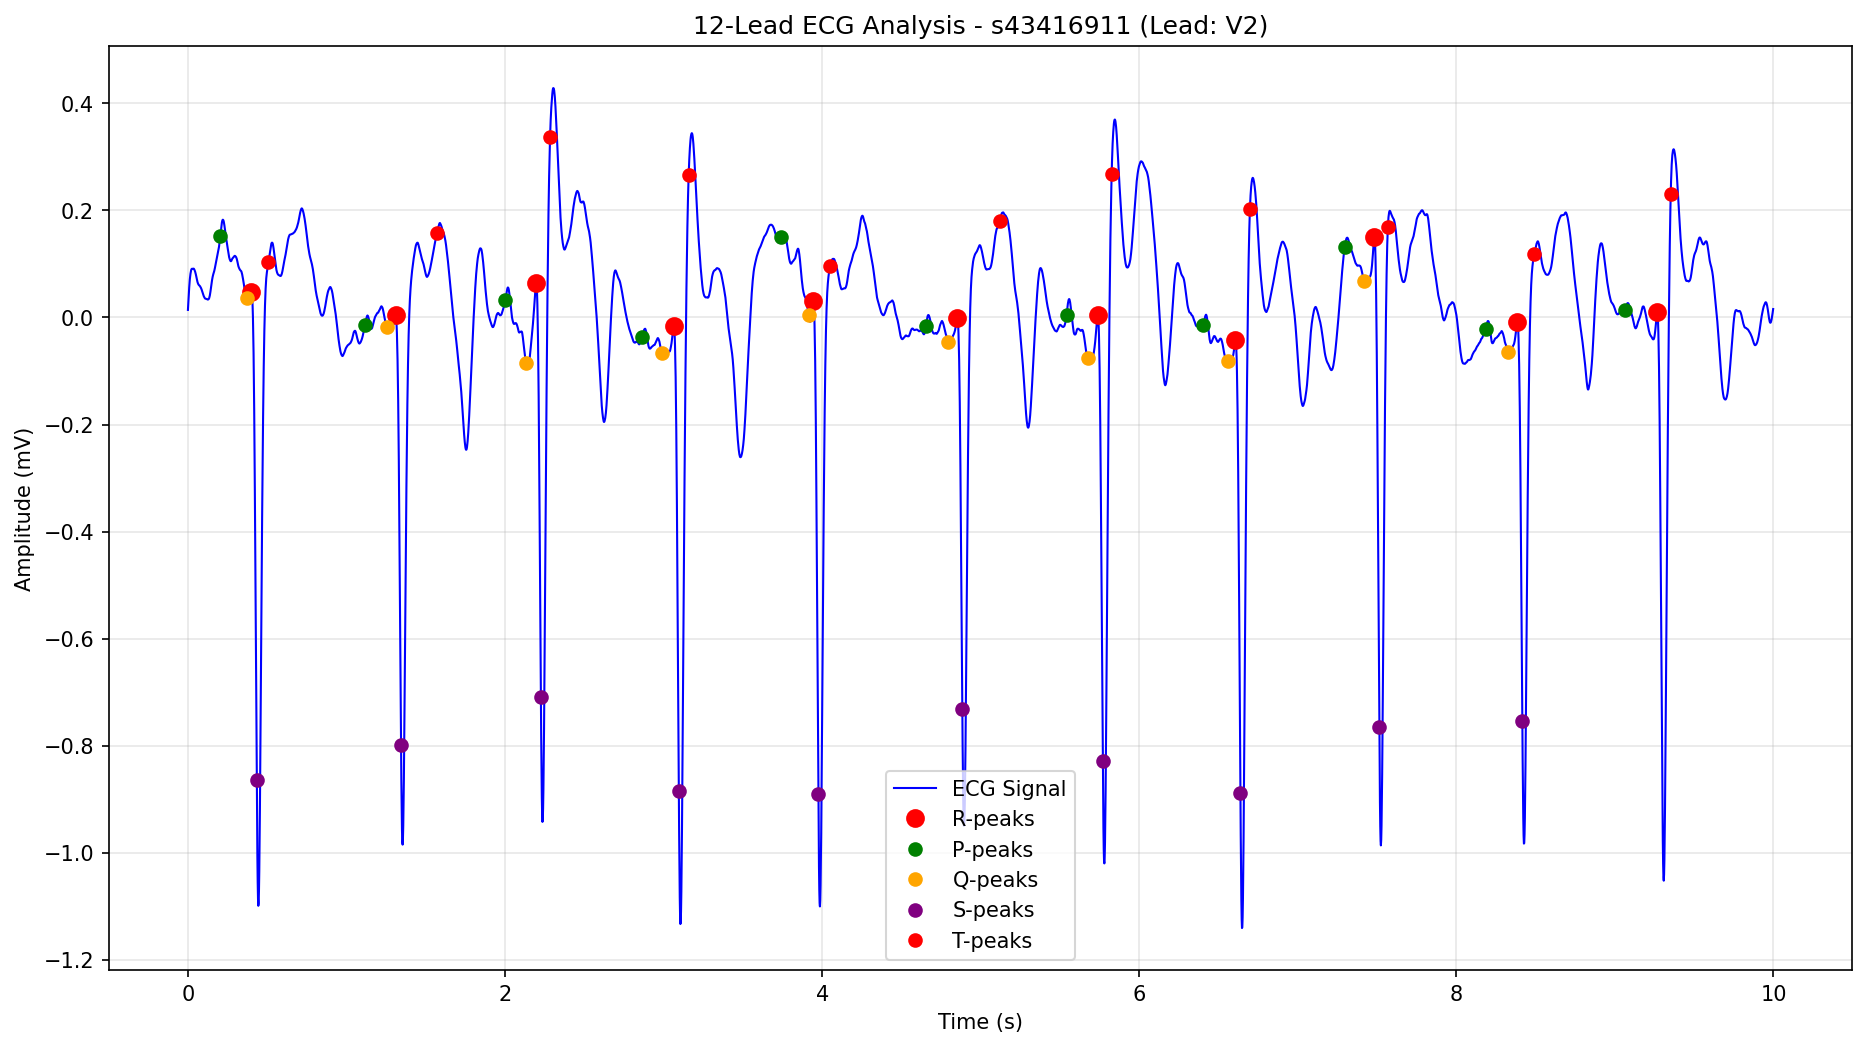 12-Lead ECG Analysis - s43416911 (Lead: V2)
Amplitude (mV)
0.4
0.2
0.0
−0.2
−0.4
−0.6
−0.8
−1.0
−1.2
ECG Signal
R-peaks
P-peaks
Q-peaks
S-peaks
T-peaks
0 2 4 6 8 10
Time (s)